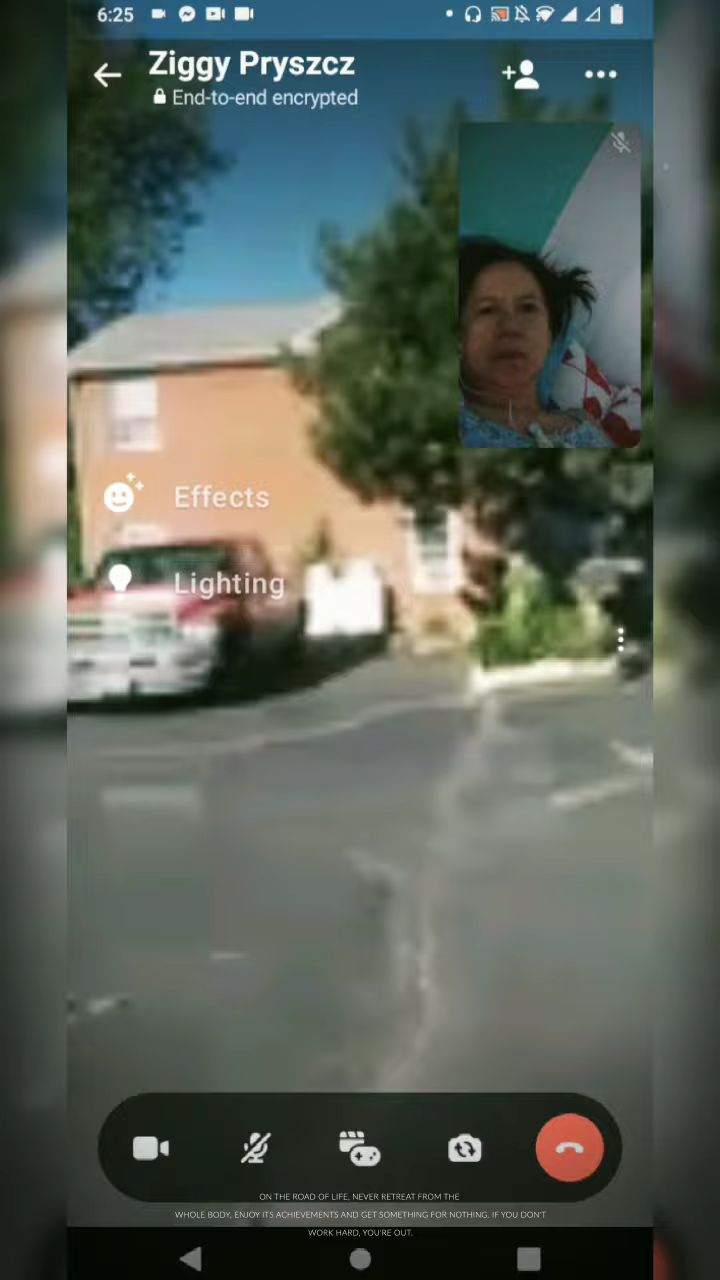 6:25
Ziggy Pryszcz
End-to-end encrypted
Effects
Lighting
ON THE ROAD OF LIFE, NEVER RETREAT FROM THE
WHOLE BODY, ENJOY ITS ACHIEVEMENTS AND GET SOMETHING FOR NOTHING. IF YOU DON'T
WORK HARD, YOU'RE OUT.